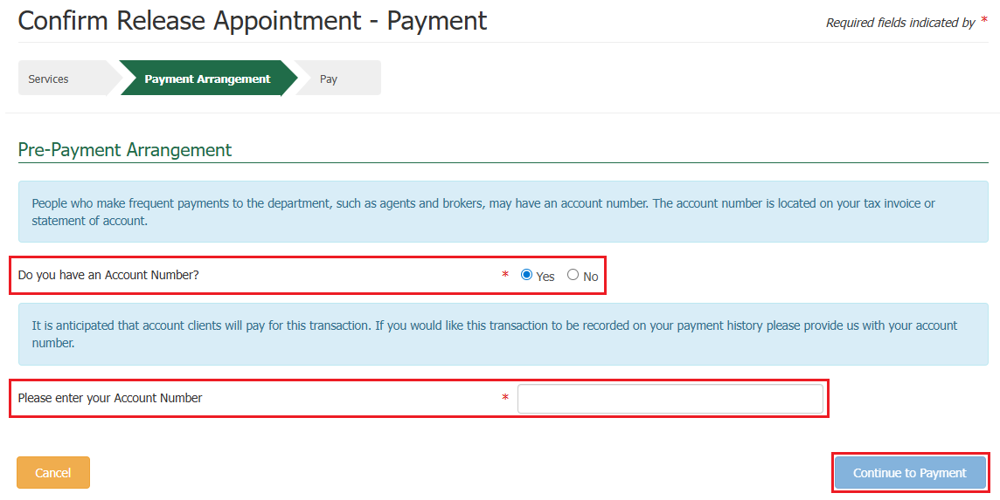 Confirm Release Appointment - Payment
Required fields indicated by *
Services
Payment Arrangement
Pay
Pre-Payment Arrangement
People who make frequent payments to the department, such as agents and brokers, may have an account number. The account number is located on your tax invoice or
statement of account.
Do you have an Account Number? * Yes No
It is anticipated that account clients will pay for this transaction. If you would like this transaction to be recorded on your payment history please provide us with your account
number.
Please enter your Account Number *
Cancel
Continue to Payment